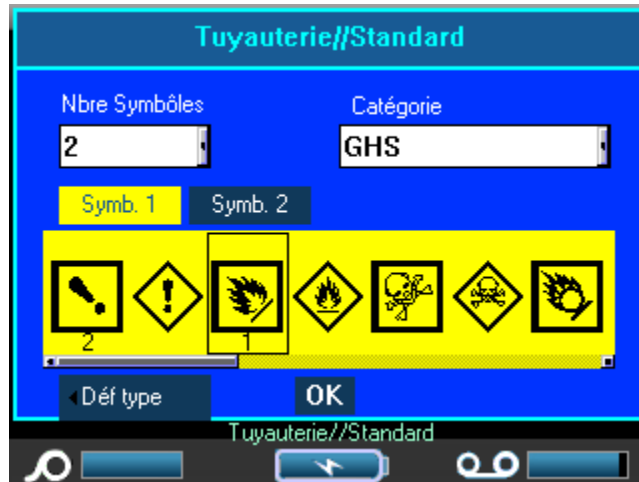 Tuyauterie//Standard
Nbre Symbôles
Catégorie
2
GHS
Symb. 1
Symb. 2
2
1
Déf type
OK
Tuyauterie//Standard